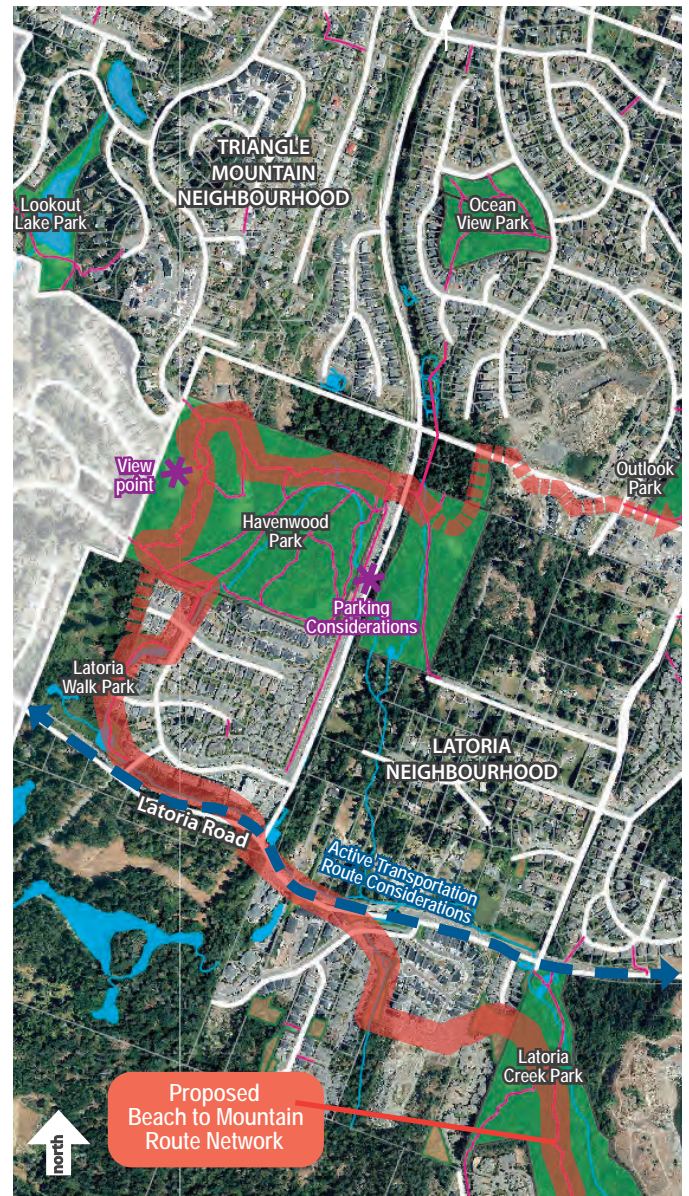 TRIANGLE
MOUNTAIN
NEIGHBOURHOOD
Lookout
Lake Park
Ocean
View Park
View
point
Outlook
Park
Havenwood
Park
Parking
Considerations
Latoria
Walk Park
LATORIA
NEIGHBOURHOOD
Latoria Road
Active Transportation
Route Considerations
Latoria
Creek Park
Proposed
Beach to Mountain
Route Network
north